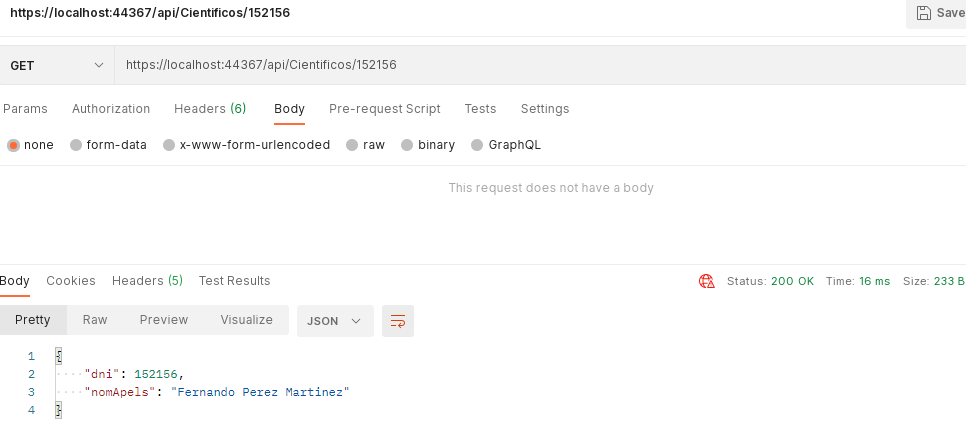 https://localhost:44367/api/Cientificos/152156
Save
GET
https://localhost:44367/api/Cientificos/152156
Params Authorization Headers (6) Body Pre-request Script Tests Settings
none form-data x-www-form-urlencoded raw binary GraphQL
This request does not have a body
Body Cookies Headers (5) Test Results
Status: 200 OK Time: 16 ms Size: 233 B
Pretty Raw Preview Visualize JSON
1 {
2 "dni": 152156,
3 "nomApels": "Fernando Perez Martinez"
4 }